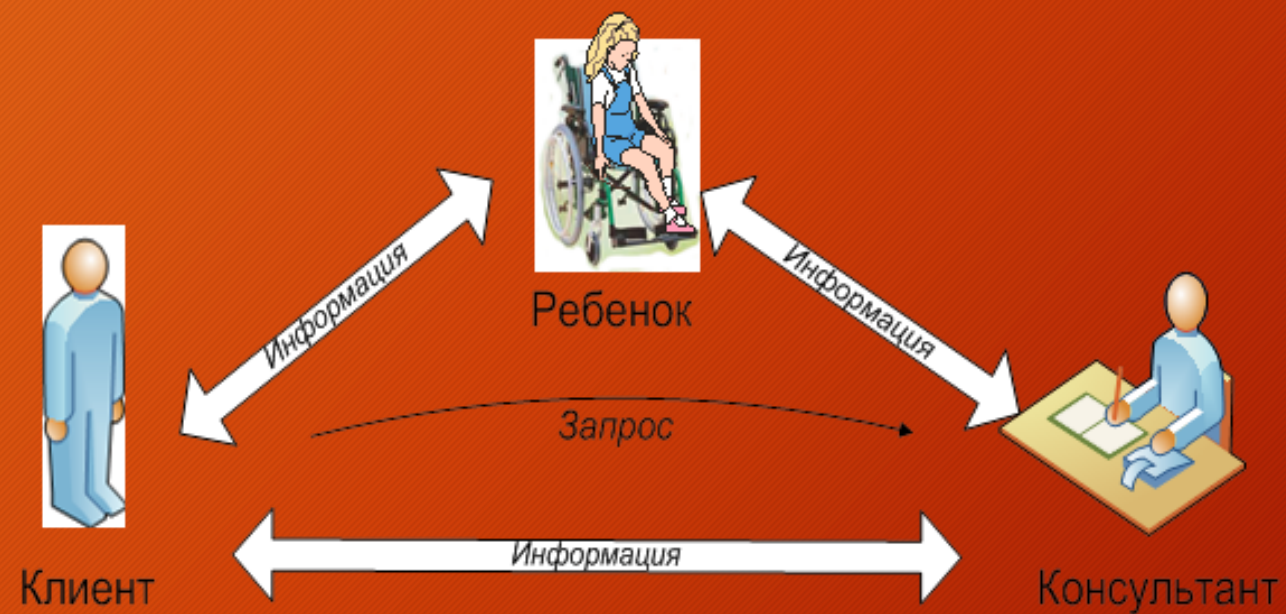 Информация
Информация
Ребенок
Запрос
Информация
Клиент
Консультант